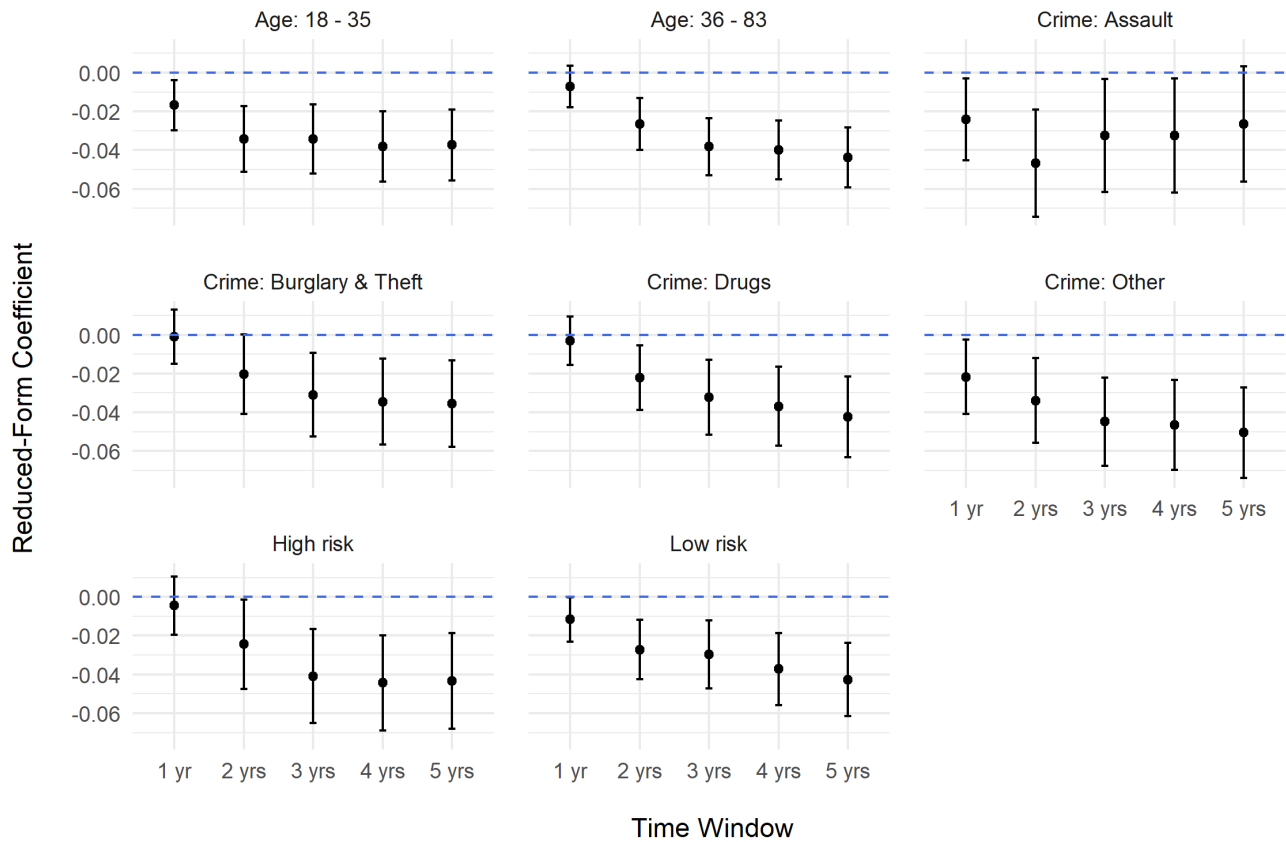 Age: 18 - 35
Age: 36 - 83
Crime: Assault
0.00
-0.02
-0.04
-0.06
Crime: Burglary & Theft
Crime: Drugs
Crime: Other
0.00
-0.02
-0.04
-0.06
1 yr 2 yrs 3 yrs 4 yrs 5 yrs
High risk
Low risk
0.00
-0.02
-0.04
-0.06
1 yr 2 yrs 3 yrs 4 yrs 5 yrs
1 yr 2 yrs 3 yrs 4 yrs 5 yrs
Reduced-Form Coefficient
Time Window